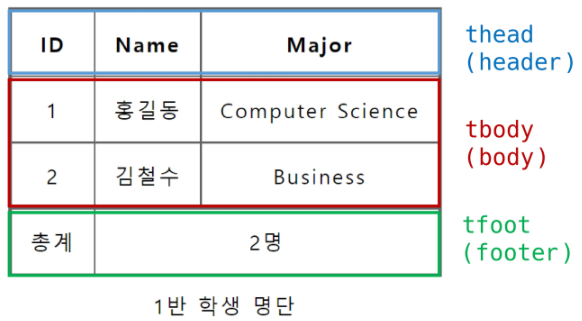 ID Name Major
thead
(header)
1 홍길동 Computer Science
2 김철수 Business
tbody
(body)
총계 2명
tfoot
(footer)
1반 학생 명단